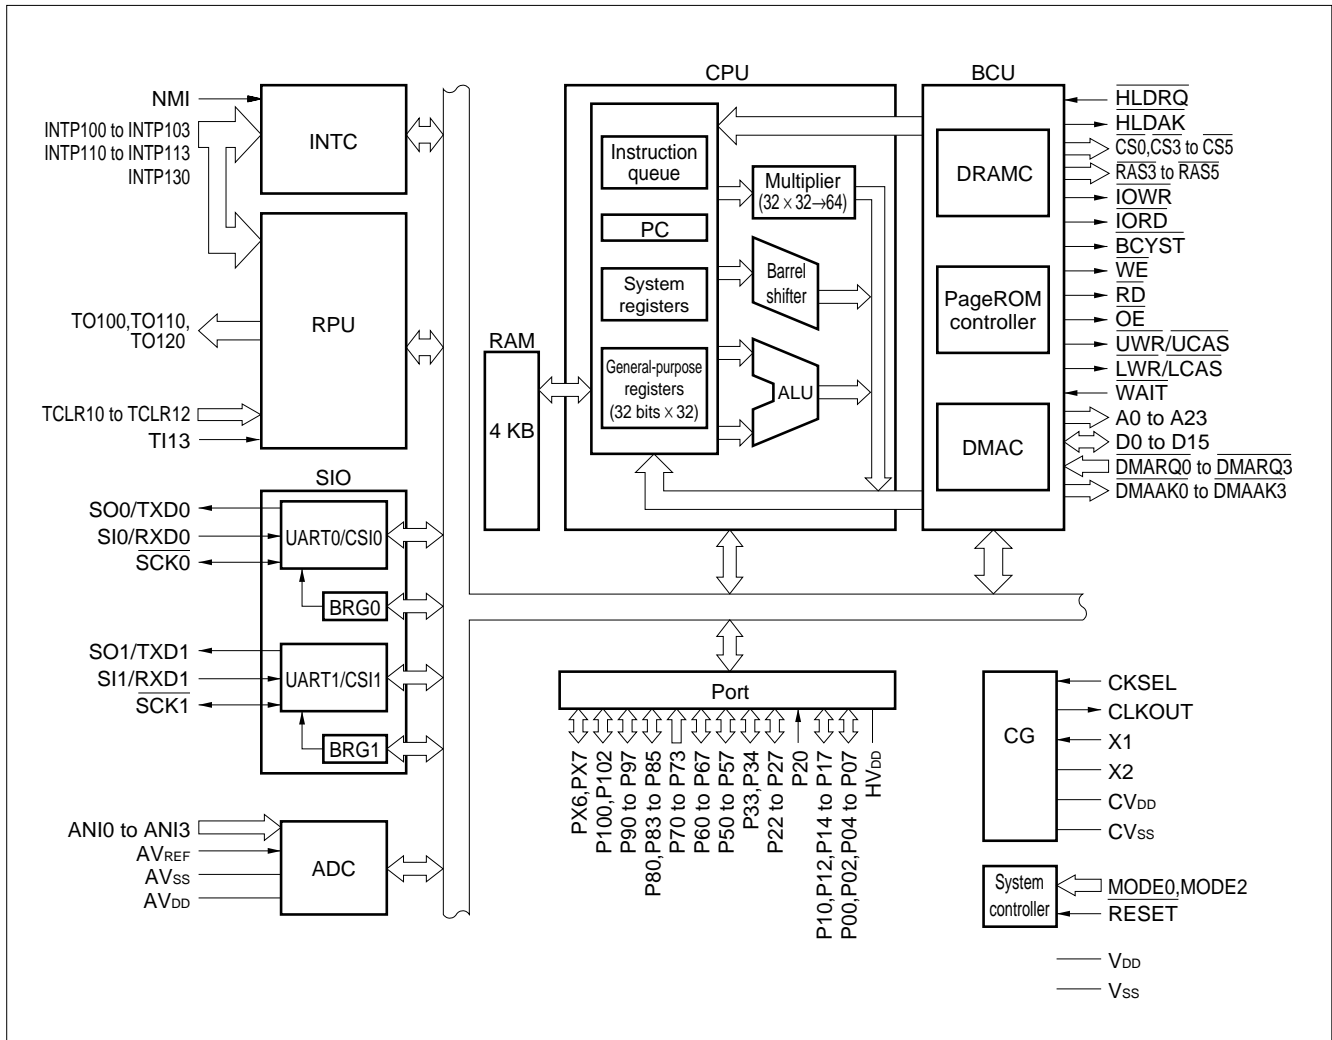 NMI
INTP100 to INTP103
INTP110 to INTP113
INTP130
INTC
TO100,TO110,
TO120
TCLR10 to TCLR12
TI13
RPU
SIO
SO0/TXD0
SI0/RXD0
SCK0
UART0/CSI0
BRG0
SO1/TXD1
SI1/RXD1
SCK1
UART1/CSI1
BRG1
ANI0 to ANI3
AVREF
AVSS
AVDD
ADC
RAM
4 KB
CPU
Instruction
queue
PC
System
registers
General-purpose
registers
(32 bits × 32)
Multiplier
(32 × 32→64)
Barrel
shifter
ALU
BCU
DRAMC
PageROM
controller
DMAC
HLDRQ
HLDAK
CS0,CS3 to CS5
RAS3 to RAS5
IOWR
IORD
BCYST
WE
RD
OE
UWR/UCAS
LWR/LCAS
WAIT
A0 to A23
D0 to D15
DMARQ0 to DMARQ3
DMAAK0 to DMAAK3
Port
PX6,PX7
P100,P102
P90 to P97
P80,P83 to P85
P70 to P73
P60 to P67
P50 to P57
P33,P34
P22 to P27
P20
P10,P12,P14 to P17
P00,P02,P04 to P07
HVDD
CG
CKSEL
CLKOUT
X1
X2
CVDD
CVSS
System
controller
MODE0,MODE2
RESET
VDD
VSS